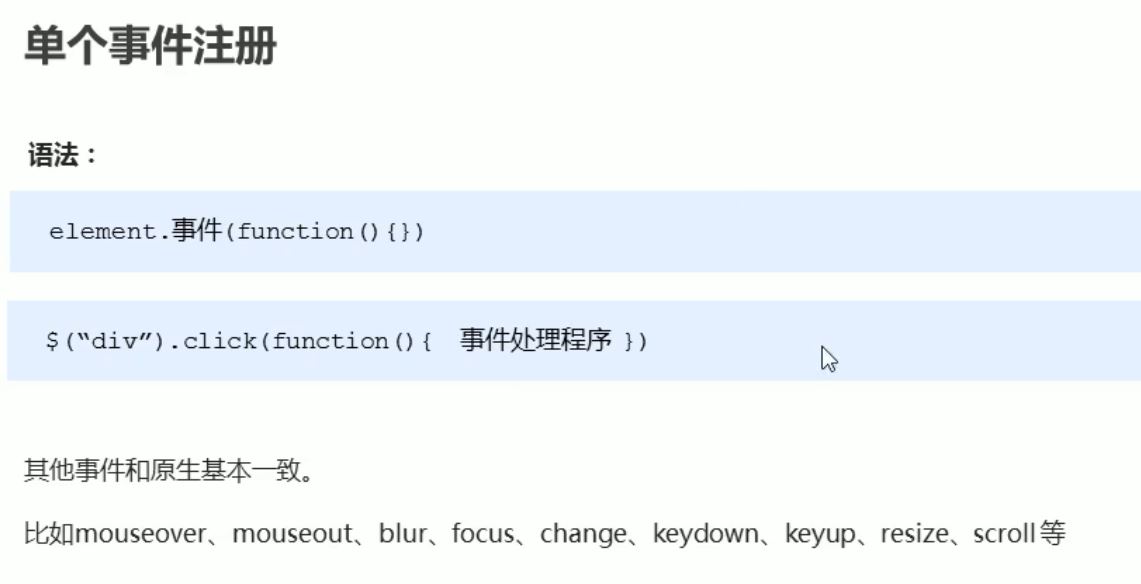 单个事件注册
语法：
element.事件(function(){})
$(“div”).click(function(){ 事件处理程序 })
其他事件和原生基本一致。
比如mouseover、mouseout、blur、focus、change、keydown、keyup、resize、scroll 等